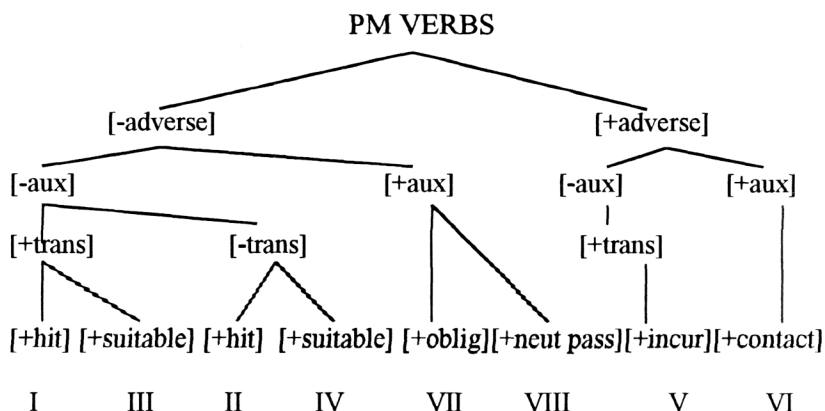 PM VERBS
[-adverse] [+adverse]
[-aux] [+aux] [-aux] [+aux]
[+trans] [-trans] [+trans]
[+hit] [+suitable] [+hit] [+suitable] [+oblig] [+neut pass] [+incur] [+contact]
I III II IV VII VIII V VI